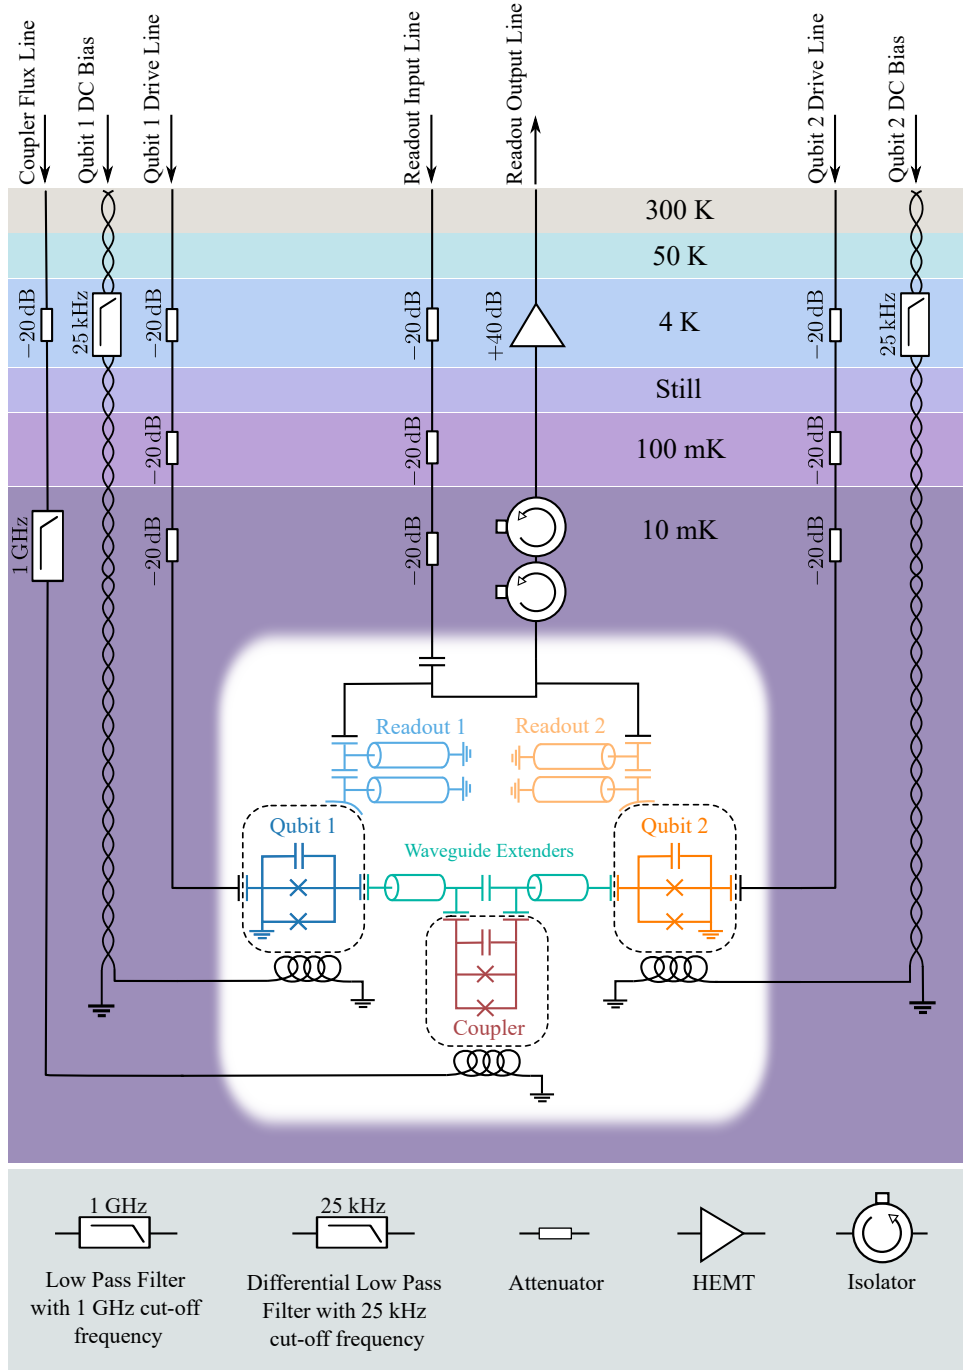 Coupler Flux Line
Qubit 1 DC Bias
Qubit 1 Drive Line
Readout Input Line
Readou Output Line
Qubit 2 Drive Line
Qubit 2 DC Bias
300 K
50 K
−20 dB
25 kHz
−20 dB
−20 dB
+40 dB
4 K
−20 dB
25 kHz
Still
−20 dB
−20 dB
100 mK
−20 dB
1 GHz
−20 dB
−20 dB
10 mK
−20 dB
Readout 1
Readout 2
Qubit 1
Qubit 2
Waveguide Extenders
Coupler
1 GHz
25 kHz
Low Pass Filter
with 1 GHz cut-off
frequency
Differential Low Pass
Filter with 25 kHz
cut-off frequency
Attenuator
HEMT
Isolator